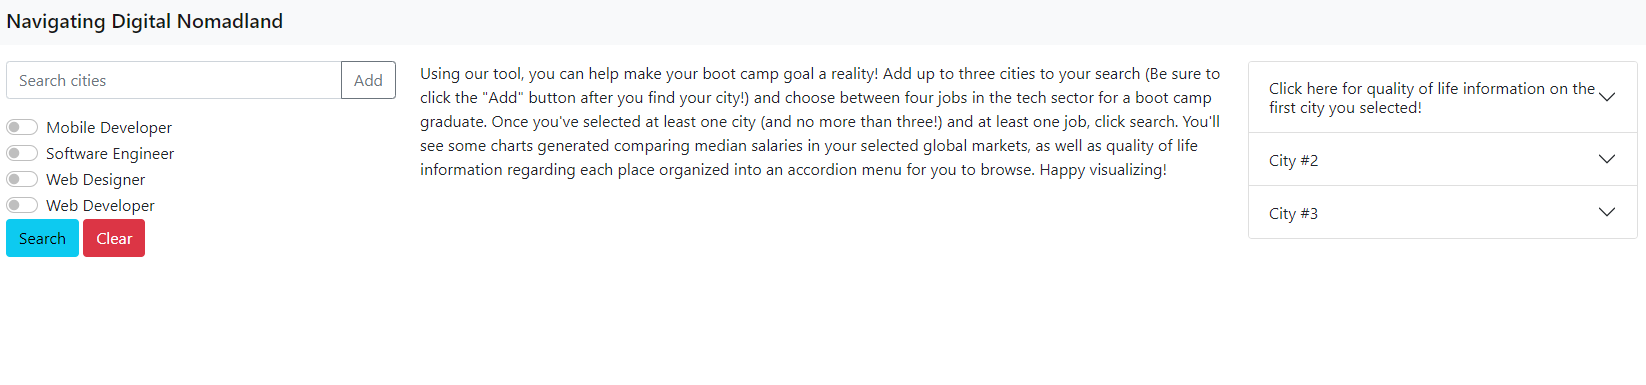 Navigating Digital Nomadland
Search cities
Add
Mobile Developer
Software Engineer
Web Designer
Web Developer
Search
Clear
Using our tool, you can help make your boot camp goal a reality! Add up to three cities to your search (Be sure to
click the "Add" button after you find your city!) and choose between four jobs in the tech sector for a boot camp
graduate. Once you've selected at least one city (and no more than three!) and at least one job, click search. You'll
see some charts generated comparing median salaries in your selected global markets, as well as quality of life
information regarding each place organized into an accordion menu for you to browse. Happy visualizing!
Click here for quality of life information on the
first city you selected!
City #2
City #3